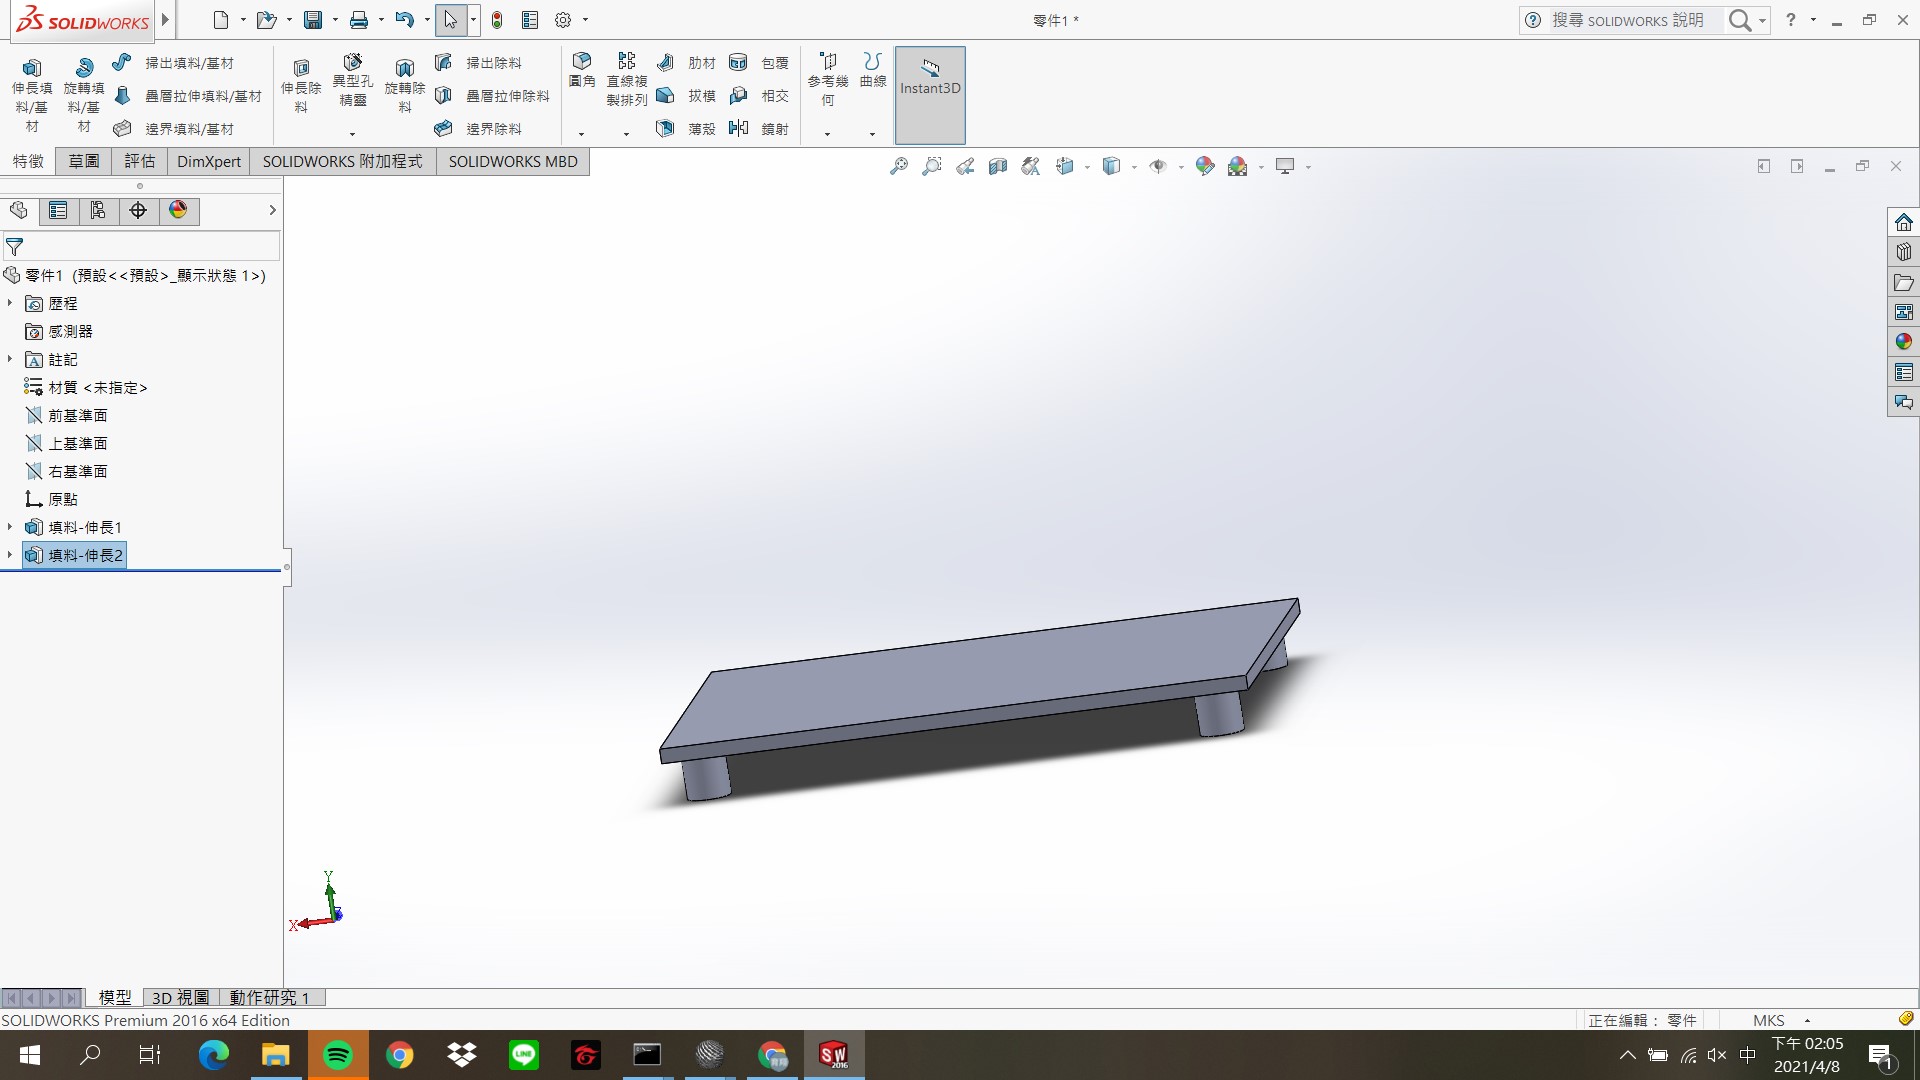 SOLIDWORKS
零件1 *
搜尋 SOLIDWORKS 說明
?
伸長填料/基材
旋轉填料/基材
掃出填料/基材
疊層拉伸填料/基材
邊界填料/基材
伸長除料
異型孔精靈
旋轉除料
掃出除料
疊層拉伸除料
邊界除料
圓角
直線複製排列
肋材
拔模
薄殼
包覆
相交
鏡射
參考幾何
曲線
Instant3D
特徵
草圖
評估
DimXpert
SOLIDWORKS 附加程式
SOLIDWORKS MBD
零件1 (預設<<預設>_顯示狀態 1>)
歷程
感測器
註記
材質 <未指定>
前基準面
上基準面
右基準面
原點
填料-伸長1
填料-伸長2
Y
X
模型
3D 視圖
動作研究 1
SOLIDWORKS Premium 2016 x64 Edition
正在編輯： 零件
MKS
LINE
SW
2016
中
下午 02:05
2021/4/8
1